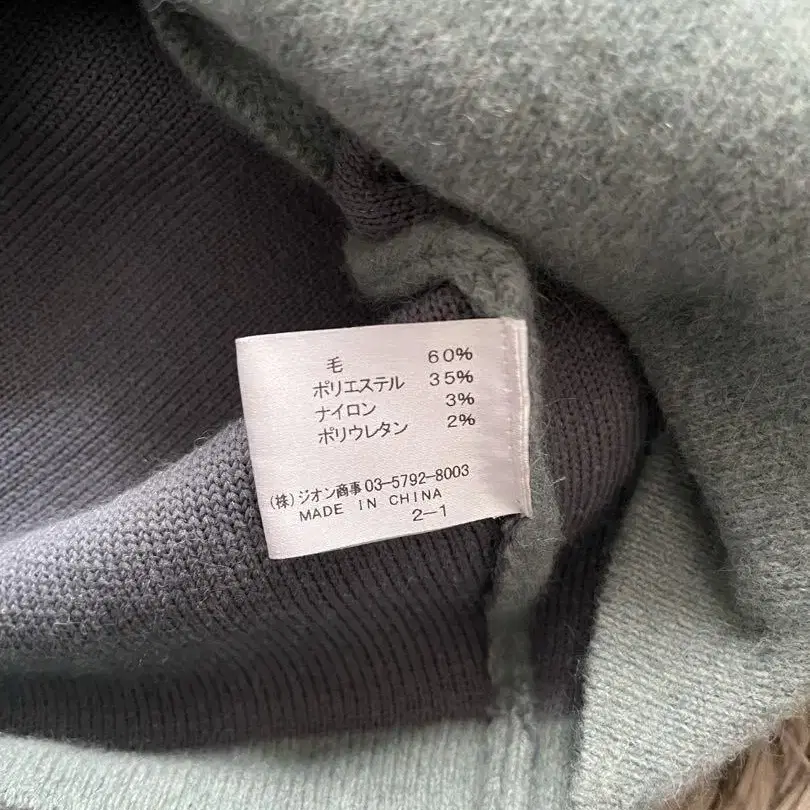 毛 60%
ポリエステル 35%
ナイロン 3%
ポリウレタン 2%
(株)ジオン商事 03-5792-8003
MADE IN CHINA
2-1